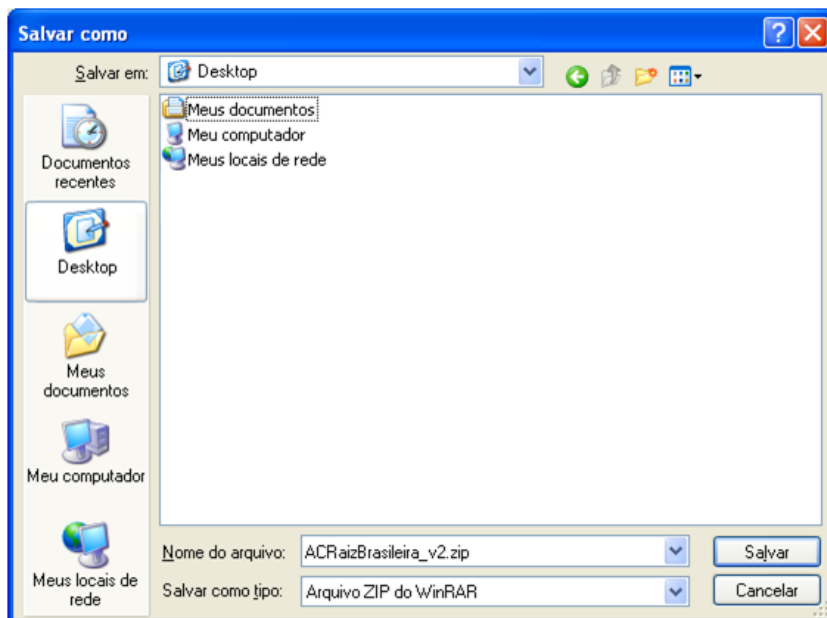 Salvar como
Salvar em:
Desktop
Documentos
recentes
Desktop
Meus
documentos
Meu computador
Meus locais de
rede
Meus documentos
Meu computador
Meus locais de rede
Nome do arquivo:
ACRaizBrasileira_v2.zip
Salvar
Salvar como tipo:
Arquivo ZIP do WinRAR
Cancelar